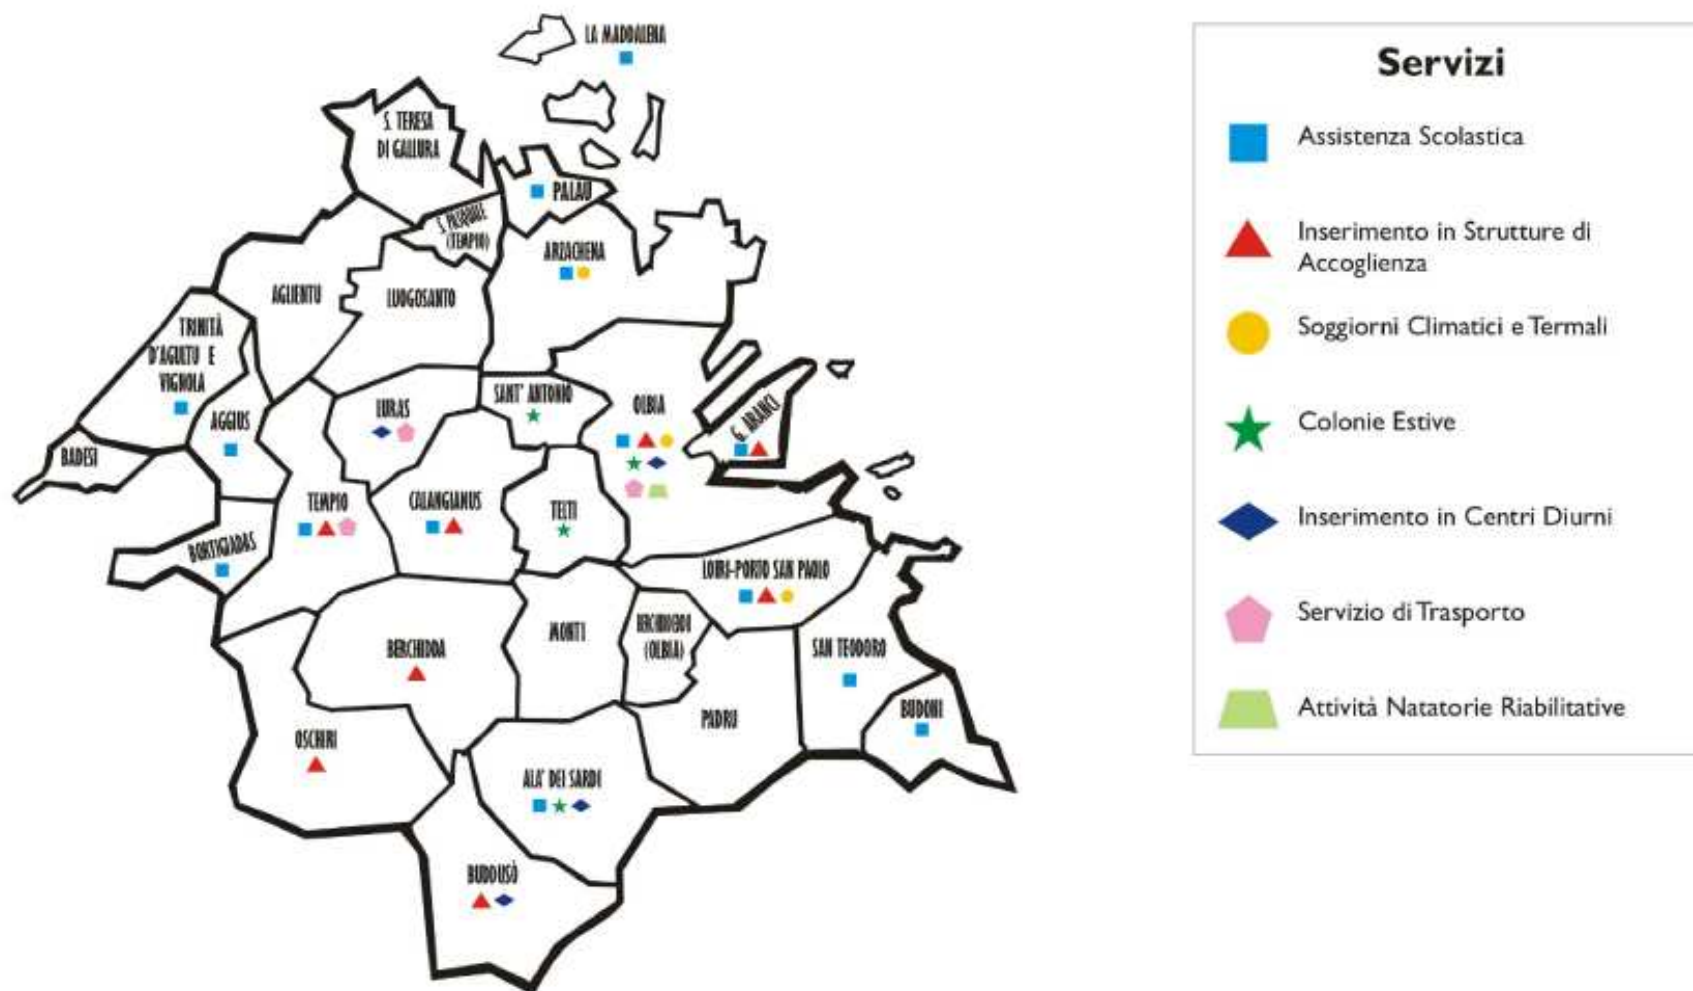 LA MADDALENA
S. TERESA
DI GALLURA
PALAU
S. PASQUALE
(TEMPIO)
ARZACHENA
AGLIENTU
LUOGOSANTO
TRINITÀ
D'AGULTU E
VIGNOLA
AGGIUS
LURAS
SANT' ANTONIO
OLBIA
G. ARANCI
BADESI
TEMPIO
CALANGIANUS
TELTI
BORTIGIADAS
LOIRI-PORTO SAN PAOLO
BERCHIDDA
MONTI
BERCHIDDEDDU
(OLBIA)
SAN TEODORO
PADRU
BUDONI
OSCHIRI
ALA' DEI SARDI
BUDDUSÒ
Servizi
Assistenza Scolastica
Inserimento in Strutture di
Accoglienza
Soggiorni Climatici e Termali
Colonie Estive
Inserimento in Centri Diurni
Servizio di Trasporto
Attività Natatorie Riabilitative